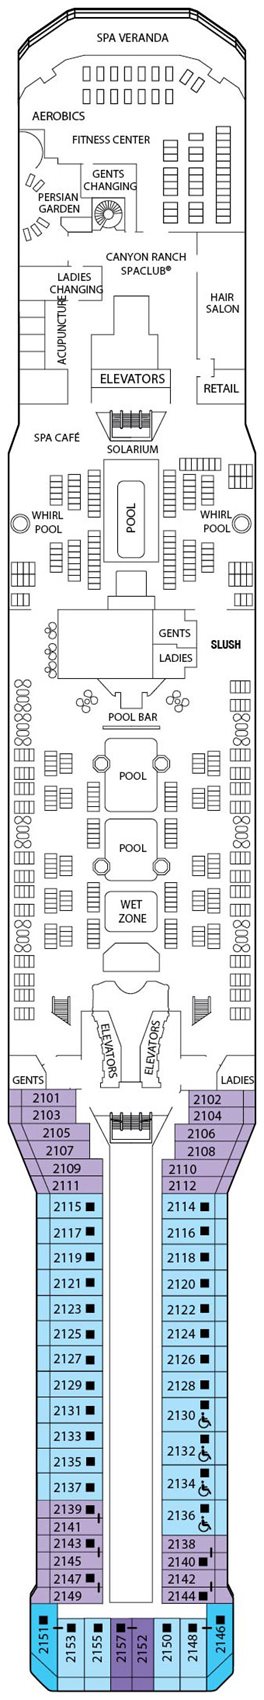 SPA VERANDA
AEROBICS
FITNESS CENTER
GENTS
CHANGING
PERSIAN
GARDEN
CANYON RANCH
SPACLUB®
LADIES
CHANGING
ACUPUNCTURE
HAIR
SALON
ELEVATORS
RETAIL
SPA CAFÉ
SOLARIUM
WHIRL
POOL
POOL
WHIRL
POOL
GENTS
LADIES
SLUSH
POOL BAR
POOL
POOL
WET
ZONE
ELEVATORS
ELEVATORS
GENTS
LADIES
2101
2102
2103
2104
2105
2106
2107
2108
2109
2110
2111
2112
2115
2114
2117
2116
2119
2118
2121
2120
2123
2122
2125
2124
2127
2126
2129
2128
2131
2130
2133
2132
2135
2134
2137
2136
2139
2141
2138
2143
2140
2145
2142
2147
2144
2149
2151
2153
2155
2157
2152
2150
2148
2146